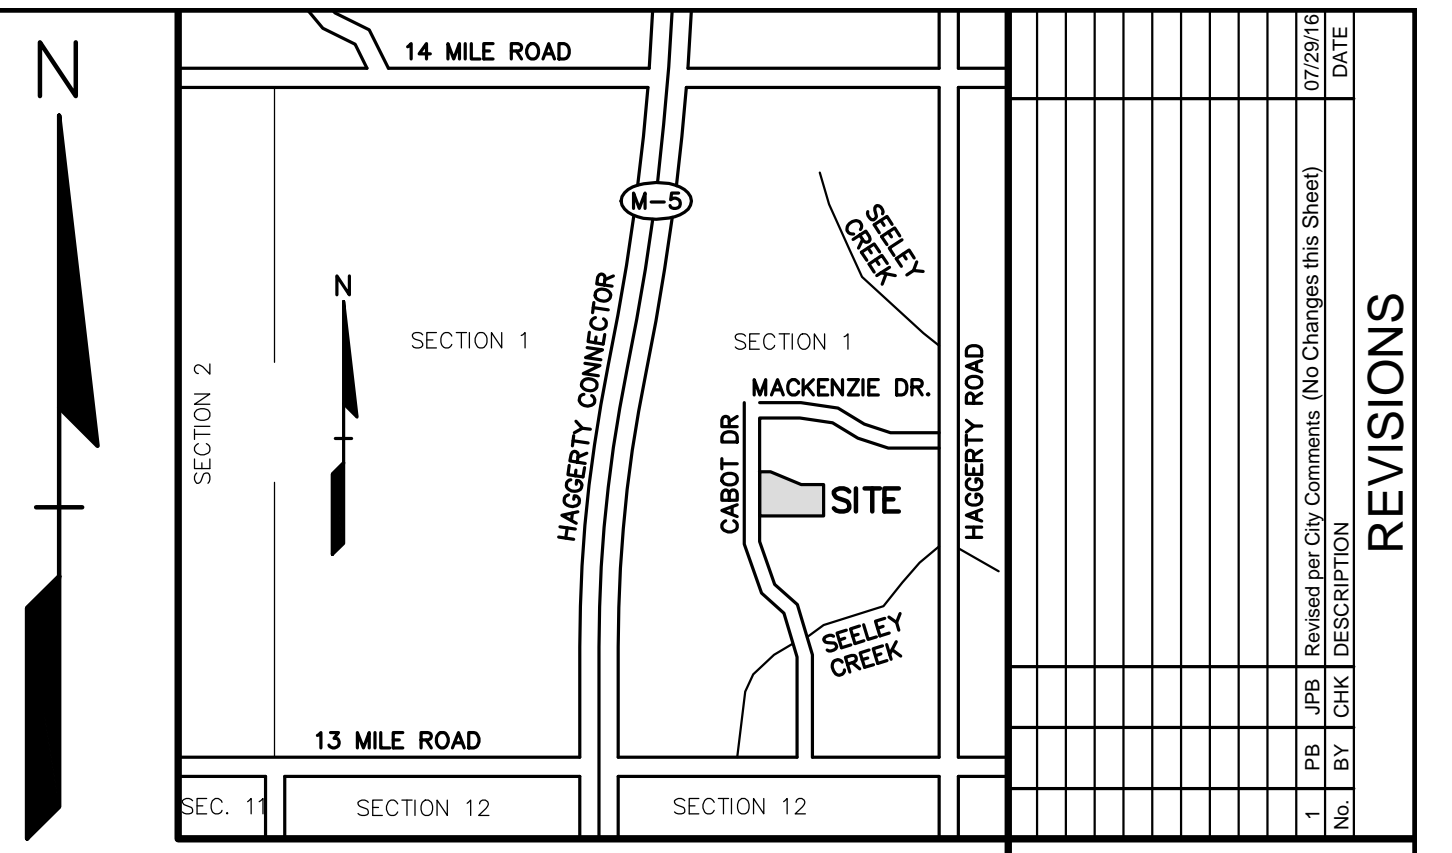 N
14 MILE ROAD
M-5
SEELEY
CREEK
N
HAGGERTY CONNECTOR
SECTION 1
SECTION 1
SECTION 2
MACKENZIE DR.
HAGGERTY ROAD
CABOT DR
SITE
SEELEY
CREEK
13 MILE ROAD
SEC. 11
SECTION 12
SECTION 12
1 PB JPB Revised per City Comments (No Changes this Sheet) 07/29/16
No. BY CHK DESCRIPTION DATE
REVISIONS